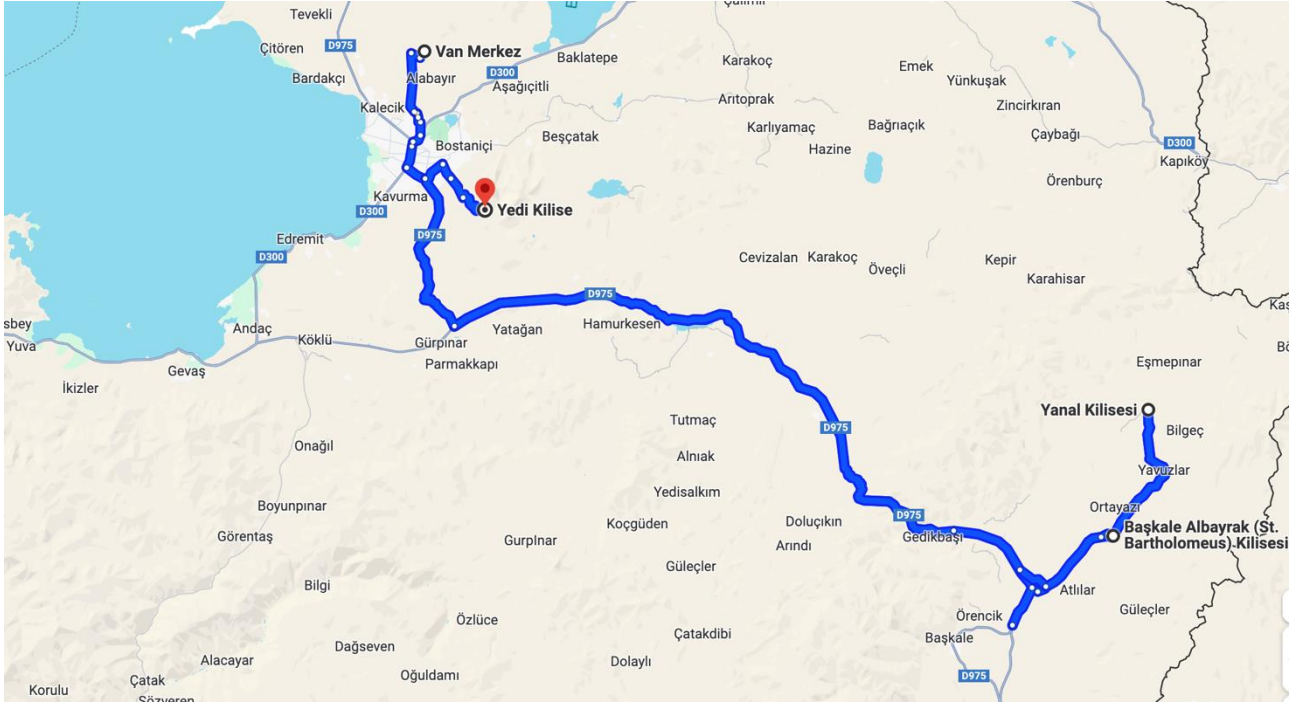 Tevekli
Çitören
D975
Bardakçı
Van Merkez
Alabayır
D300
Aşağıçitli
Baklatepe
Karakoç
Emek
Yünkuşak
Kalecik
Arıtoprak
Zincirkıran
Karlıyamaç
Bağrıaçık
Çaybağı
Bostaniçi
Beşçatak
Hazine
D300
Kapıköy
Örenburç
Kavurma
D300
Yedi Kilise
Edremit
D975
D300
Cevizalan
Karakoç
Öveçli
Kepir
Karahisar
D975
Yuva
Andaç
Köklü
Gürpınar
Yatağan
Hamurkesen
Parmakkapı
Gevaş
İkizler
Eşmepınar
Yanal Kilisesi
Bilgeç
Tutmaç
D975
Onağıl
Alnıak
Yavuzlar
Yedisalkım
Boyunpınar
Koçgüden
Doluçıkın
D975
Ortayazı
Görentaş
Gurpınar
Arındı
Gedikbaşı
Başkale Albayrak (St.
Bartholomeus) Kilisesi
Güleçler
Bilgi
Atlılar
Güleçler
Özlüce
Örencik
Çatakdibi
Başkale
Dağseven
Alacayar
Oğuldamı
Dolaylı
D975
Çatak
Korulu
Sözveren